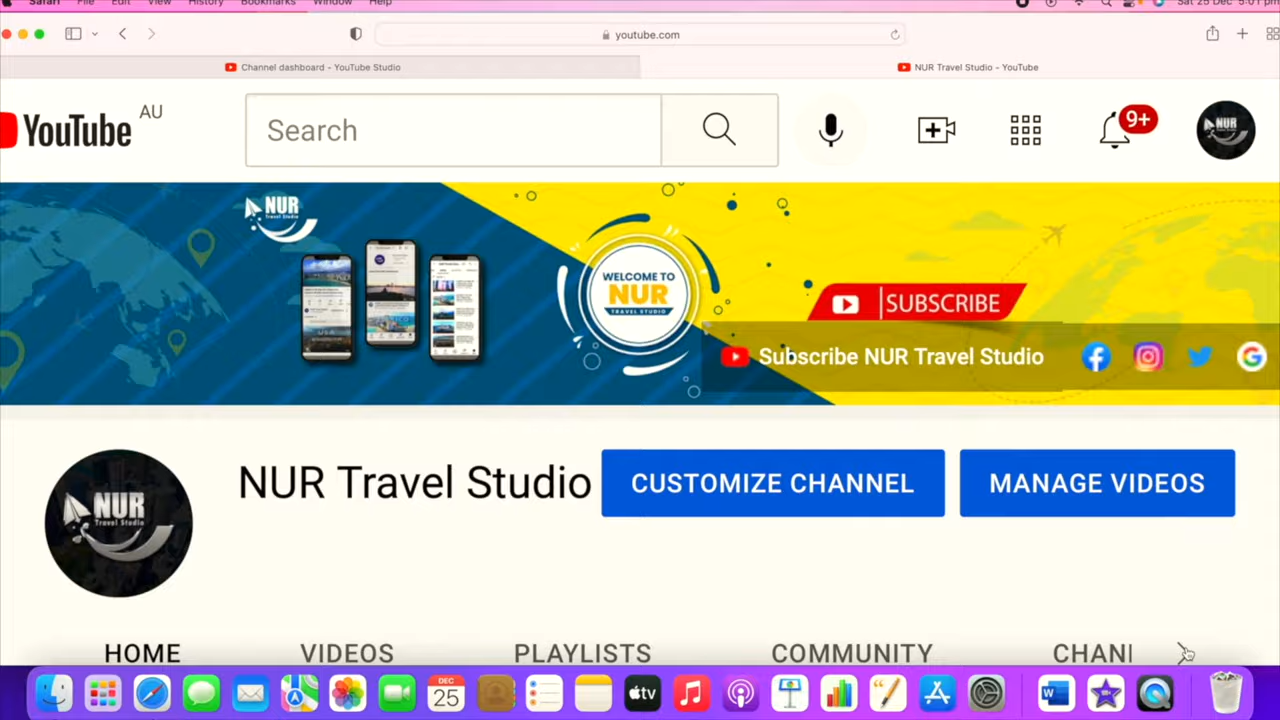 Safari File Edit View History Bookmarks Window Help Sat 25 Dec 5:01 pm
youtube.com
Channel dashboard - YouTube Studio NUR Travel Studio - YouTube
YouTube AU Search 9+ NUR
NUR
Travel Studio
WELCOME TO
NUR
TRAVEL STUDIO
SUBSCRIBE
Subscribe NUR Travel Studio
NUR Travel Studio CUSTOMIZE CHANNEL MANAGE VIDEOS
NUR
Travel Studio
HOME VIDEOS PLAYLISTS COMMUNITY CHAN
DEC
25
tv
W